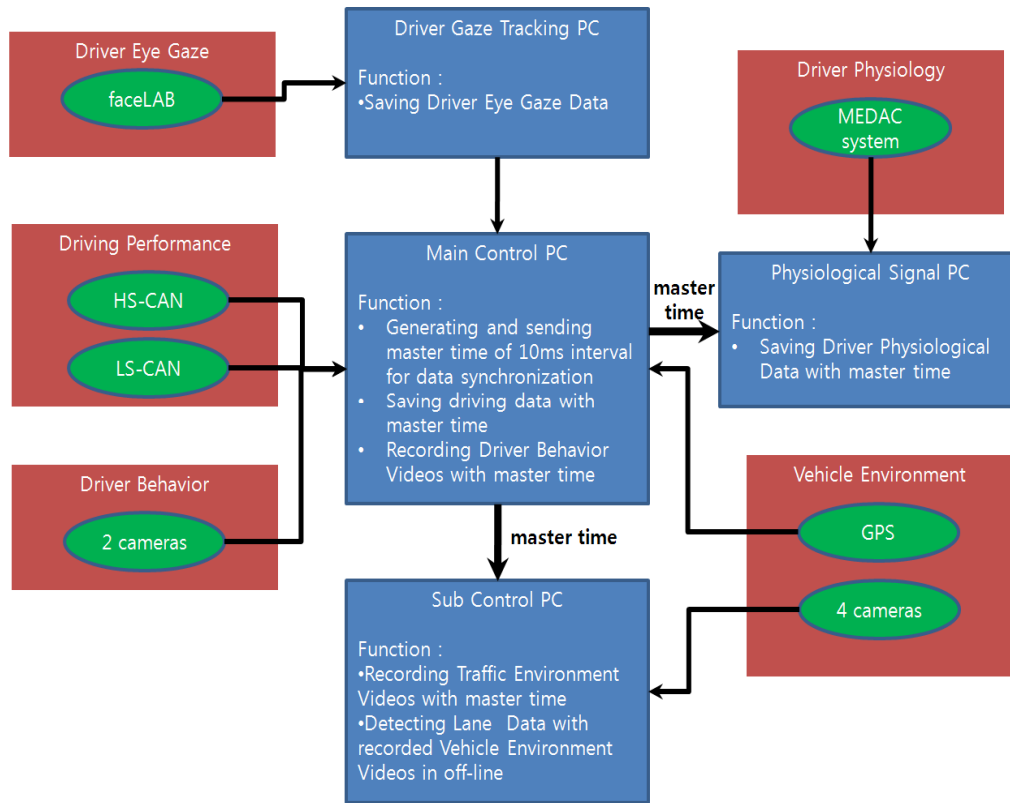 Driver Eye Gaze
faceLAB
Driver Gaze Tracking PC
Function :
•Saving Driver Eye Gaze Data
Driver Physiology
MEDAC
system
Driving Performance
HS-CAN
LS-CAN
Main Control PC
Function :
• Generating and sending
master time of 10ms interval
for data synchronization
• Saving driving data with
master time
• Recording Driver Behavior
Videos with master time
master
time
Physiological Signal PC
Function :
• Saving Driver Physiological
Data with master time
Driver Behavior
2 cameras
master time
Vehicle Environment
GPS
4 cameras
Sub Control PC
Function :
•Recording Traffic Environment
Videos with master time
•Detecting Lane Data with
recorded Vehicle Environment
Videos in off-line